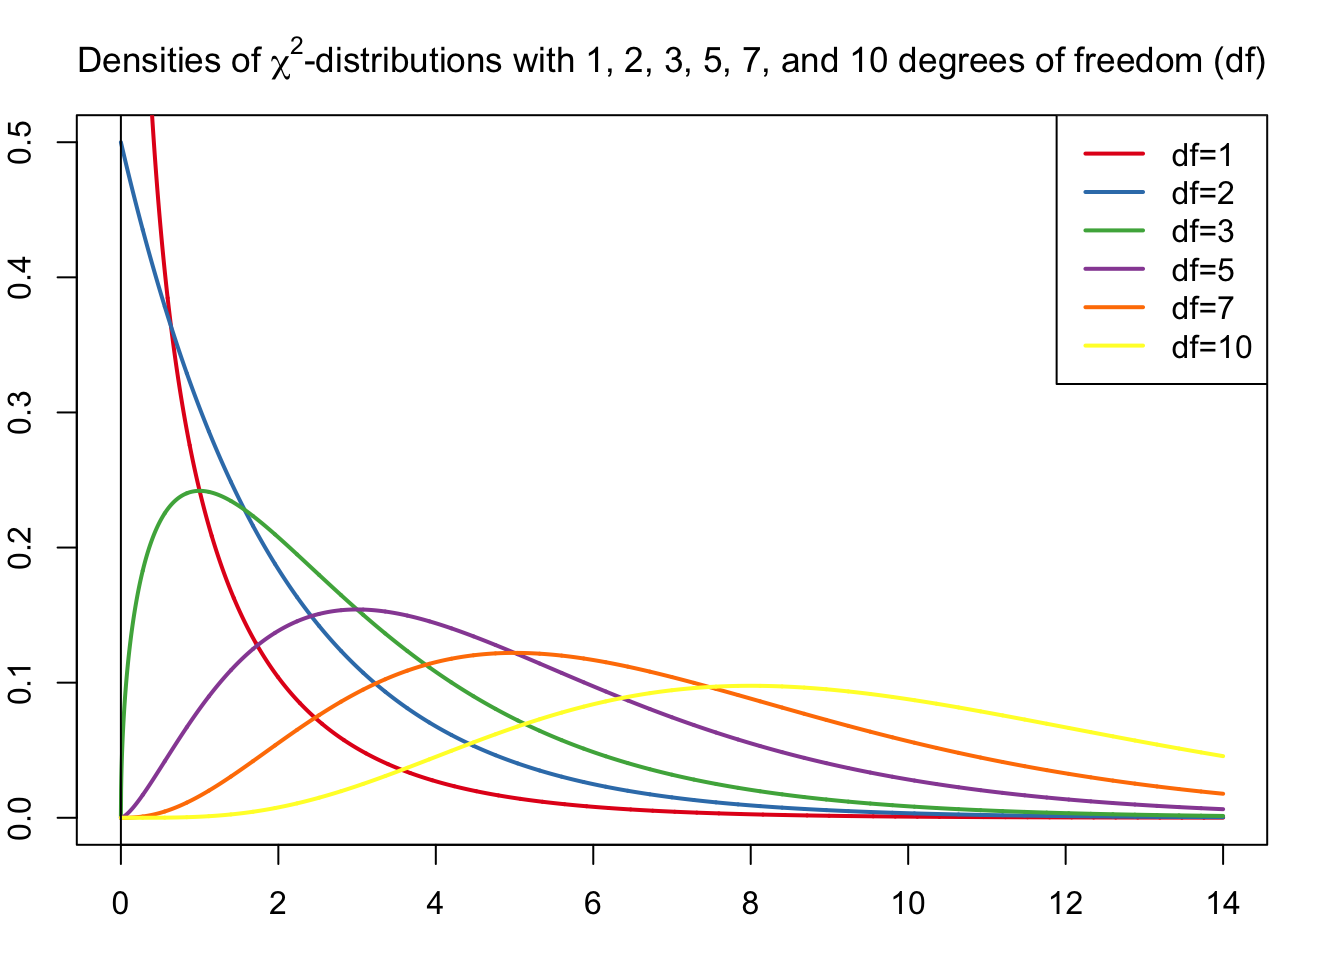 Densities of χ²-distributions with 1, 2, 3, 5, 7, and 10 degrees of freedom (df)
0.5
0.4
0.3
0.2
0.1
0.0
df=1
df=2
df=3
df=5
df=7
df=10
0 2 4 6 8 10 12 14